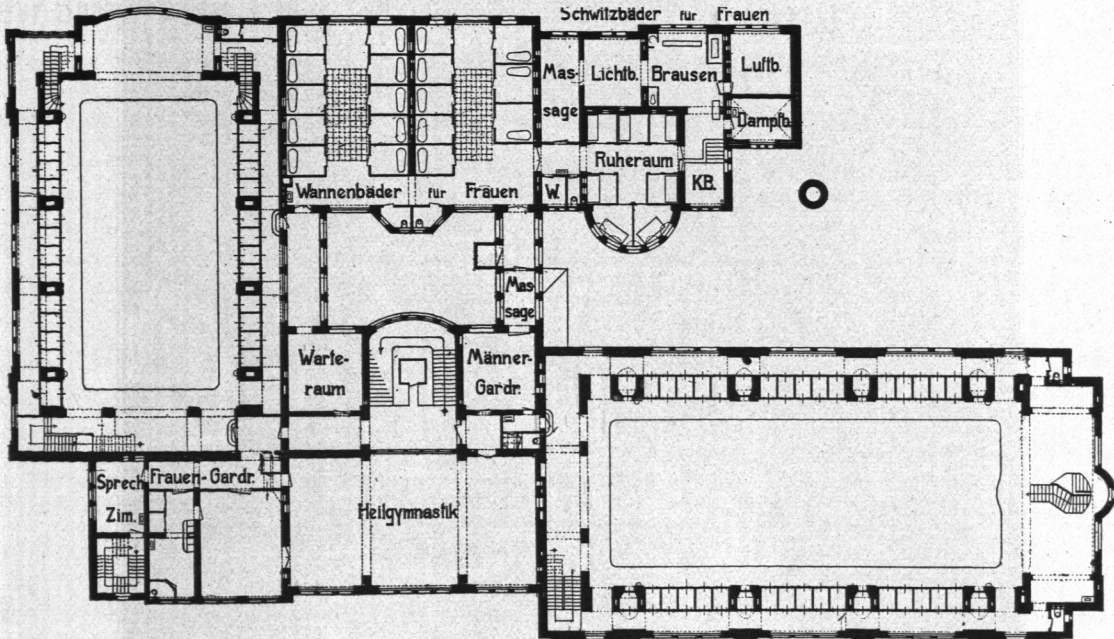 Schwitzbäder für Frauen
Mas
sage
Lichtb.
Brausen
Luftb.
Dampfb.
Ruheraum
Wannenbäder für Frauen
W.
KB.
Mas
sage
Warte-
raum
Männer-
Gardr.
Sprech
Zim.
Frauen-Gardr.
Heilgymnastik